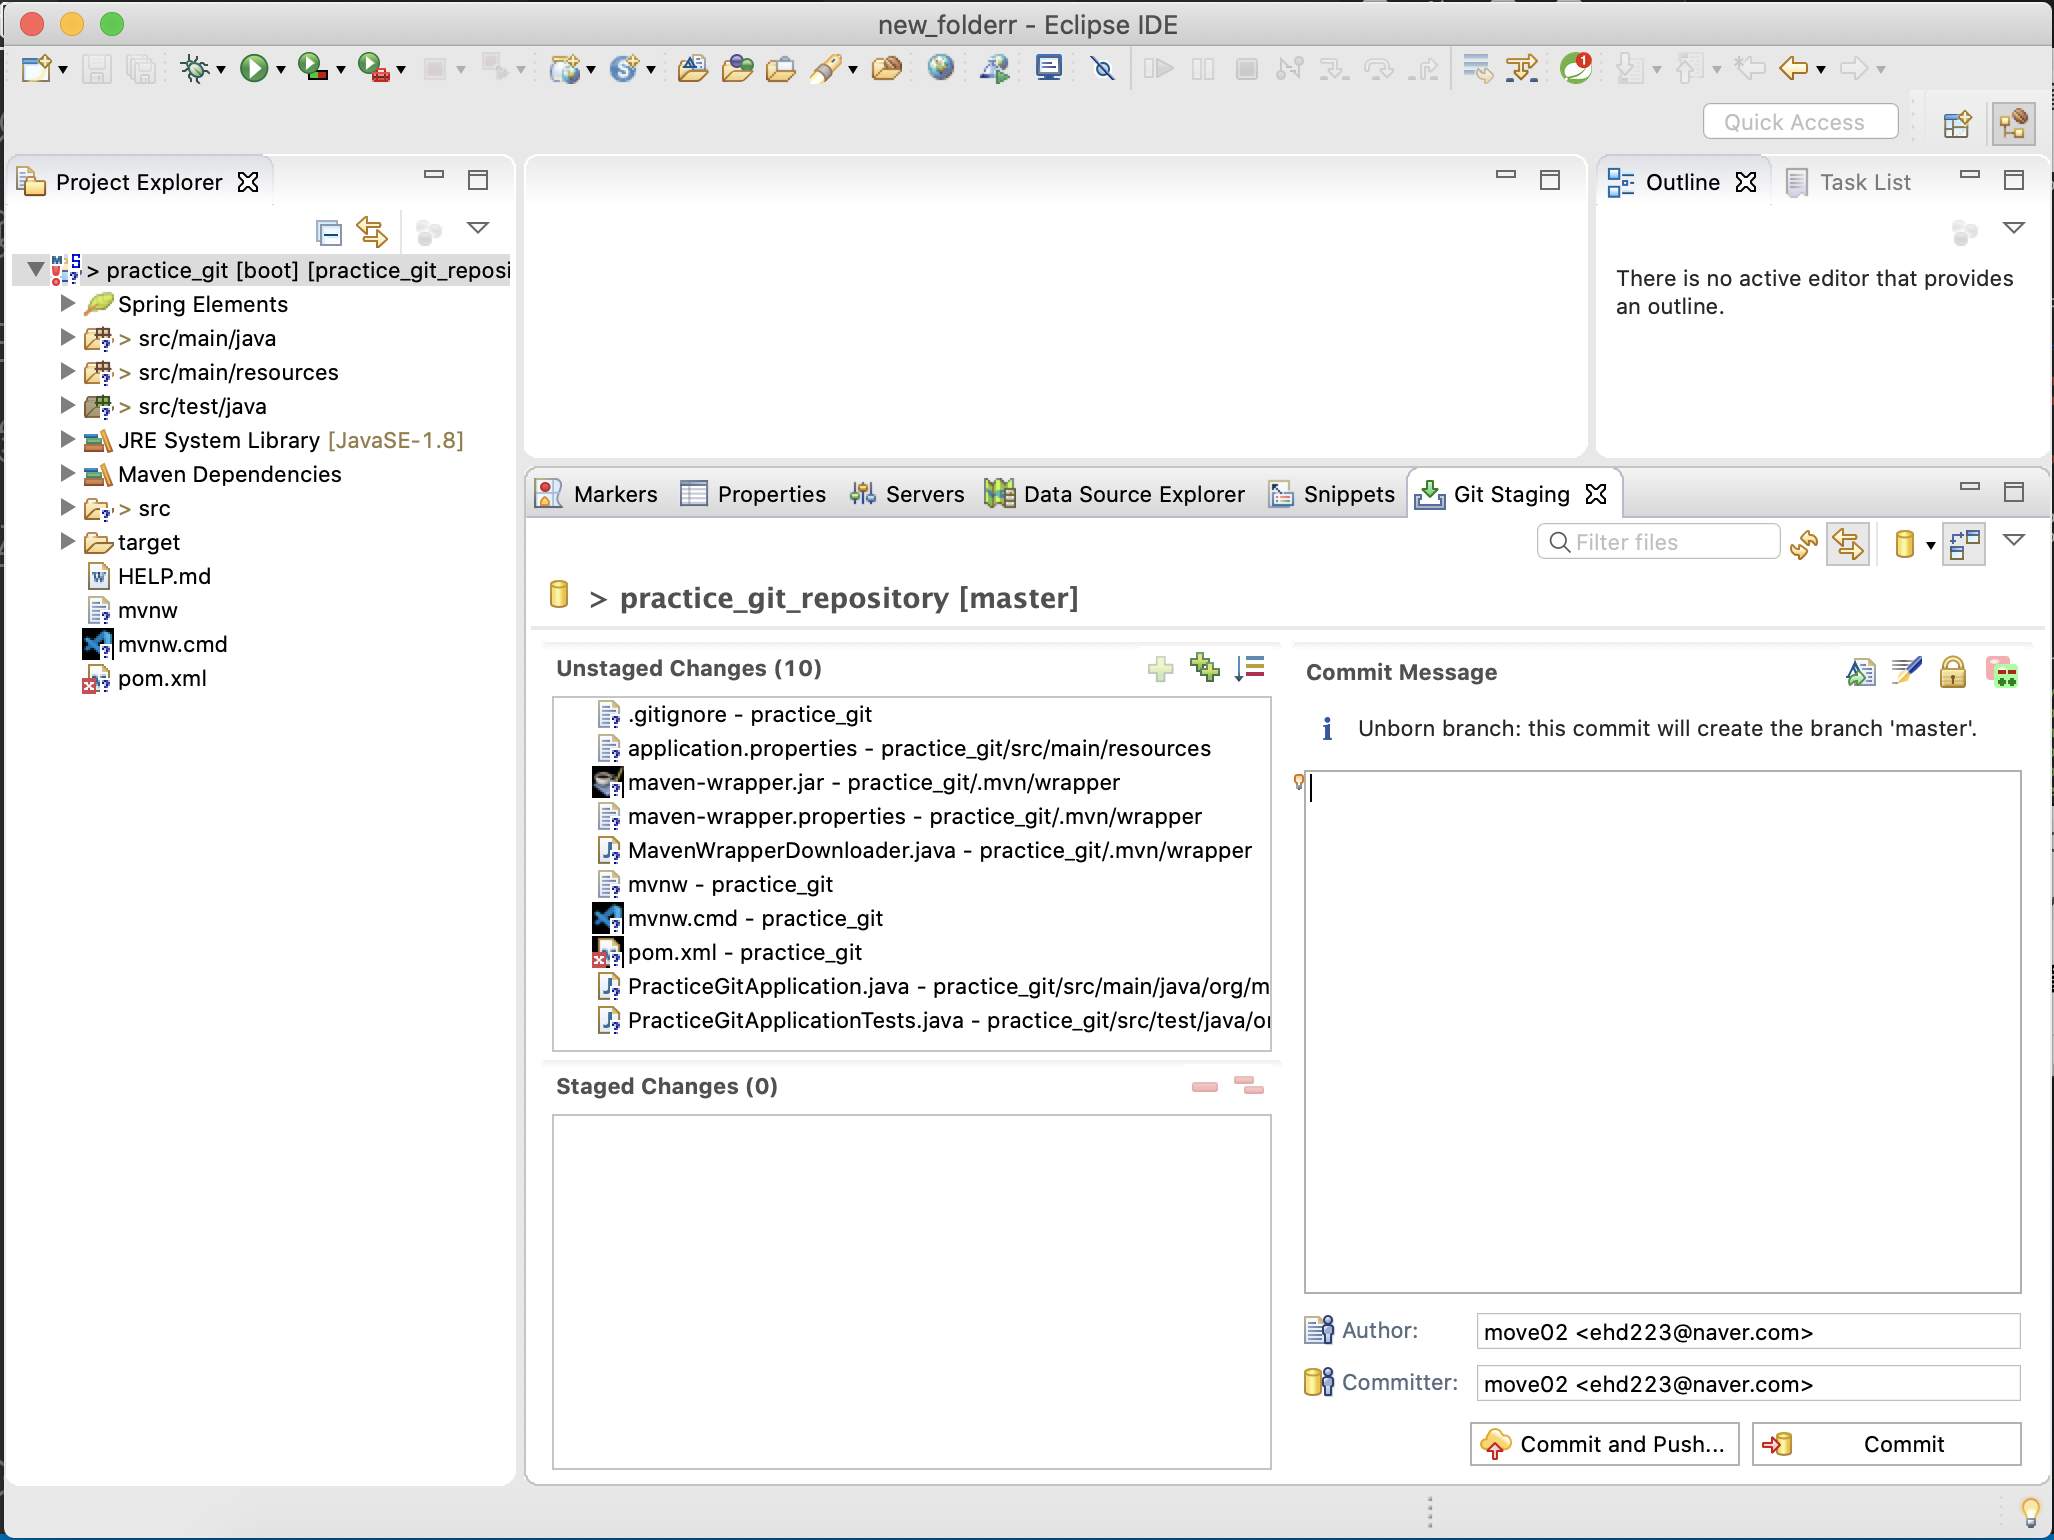 new_folderr - Eclipse IDE
1
Quick Access
Project Explorer
> practice_git [boot] [practice_git_reposi
Spring Elements
> src/main/java
> src/main/resources
> src/test/java
JRE System Library [JavaSE-1.8]
Maven Dependencies
> src
target
HELP.md
mvnw
mvnw.cmd
pom.xml
Outline
Task List
There is no active editor that provides
an outline.
Markers
Properties
Servers
Data Source Explorer
Snippets
Git Staging
Filter files
> practice_git_repository [master]
Unstaged Changes (10)
.gitignore - practice_git
application.properties - practice_git/src/main/resources
maven-wrapper.jar - practice_git/.mvn/wrapper
maven-wrapper.properties - practice_git/.mvn/wrapper
MavenWrapperDownloader.java - practice_git/.mvn/wrapper
mvnw - practice_git
mvnw.cmd - practice_git
pom.xml - practice_git
PracticeGitApplication.java - practice_git/src/main/java/org/m
PracticeGitApplicationTests.java - practice_git/src/test/java/or
Staged Changes (0)
Commit Message
Unborn branch: this commit will create the branch 'master'.
Author:
move02 <ehd223@naver.com>
Committer:
move02 <ehd223@naver.com>
Commit and Push...
Commit